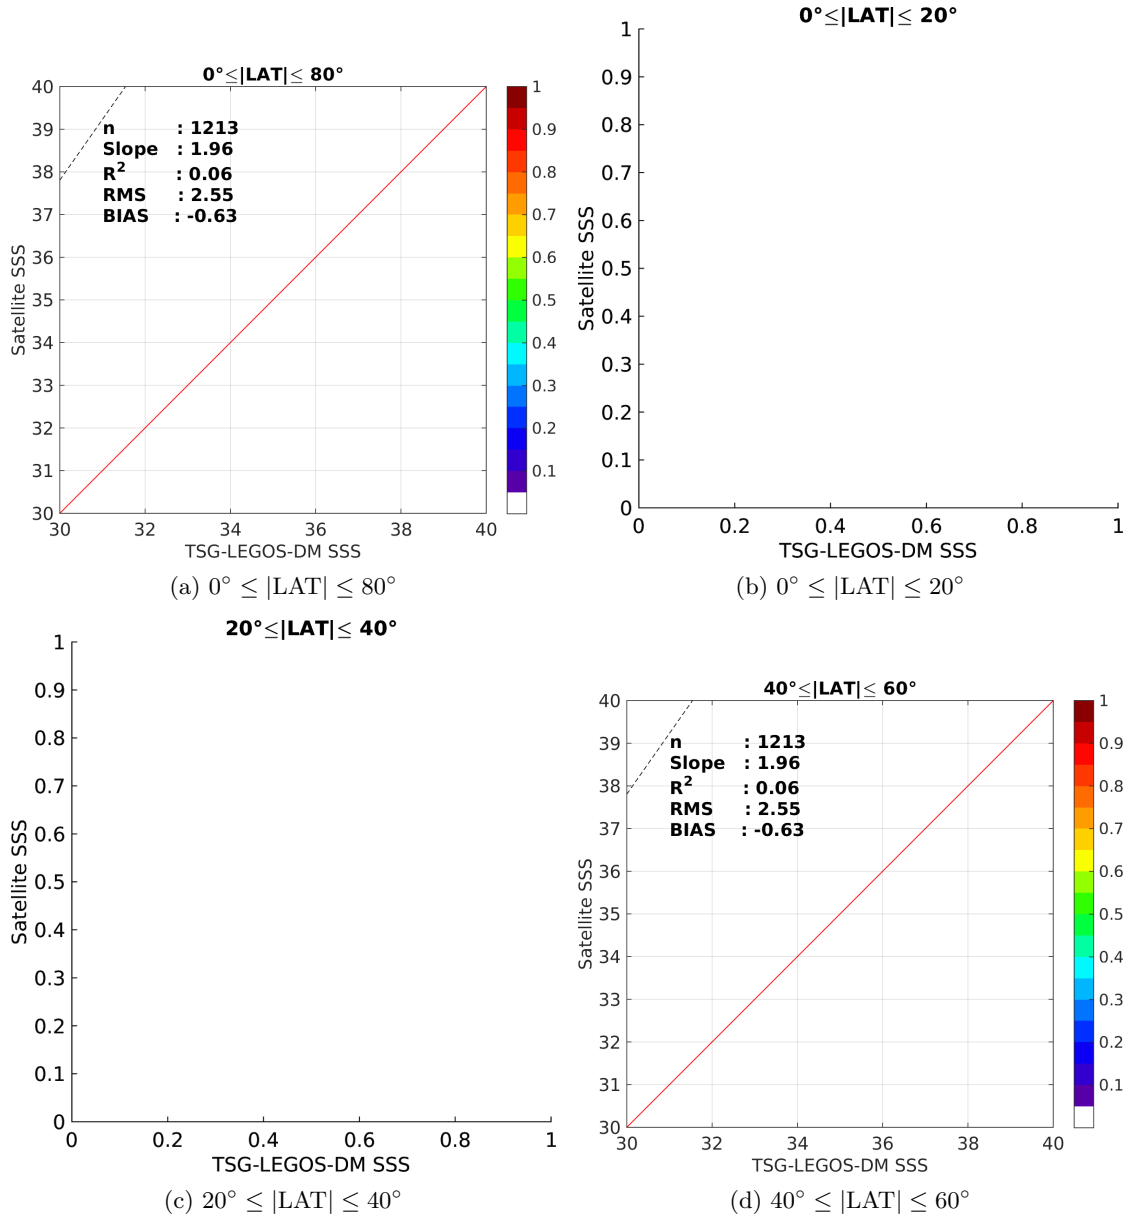 0°≤|LAT|≤ 80°
40
39
38
37
36
35
34
33
32
31
30
Satellite SSS
n : 1213
Slope : 1.96
R² : 0.06
RMS : 2.55
BIAS : -0.63
30 32 34 36 38 40
TSG-LEGOS-DM SSS
1
0.9
0.8
0.7
0.6
0.5
0.4
0.3
0.2
0.1
(a) 0° ≤ |LAT| ≤ 80°
0°≤|LAT|≤ 20°
1
0.9
0.8
0.7
0.6
0.5
0.4
0.3
0.2
0.1
0
Satellite SSS
0 0.2 0.4 0.6 0.8 1
TSG-LEGOS-DM SSS
(b) 0° ≤ |LAT| ≤ 20°
20°≤|LAT|≤ 40°
1
0.9
0.8
0.7
0.6
0.5
0.4
0.3
0.2
0.1
0
Satellite SSS
0 0.2 0.4 0.6 0.8 1
TSG-LEGOS-DM SSS
(c) 20° ≤ |LAT| ≤ 40°
40°≤|LAT|≤ 60°
40
39
38
37
36
35
34
33
32
31
30
Satellite SSS
n : 1213
Slope : 1.96
R² : 0.06
RMS : 2.55
BIAS : -0.63
30 32 34 36 38 40
TSG-LEGOS-DM SSS
1
0.9
0.8
0.7
0.6
0.5
0.4
0.3
0.2
0.1
(d) 40° ≤ |LAT| ≤ 60°